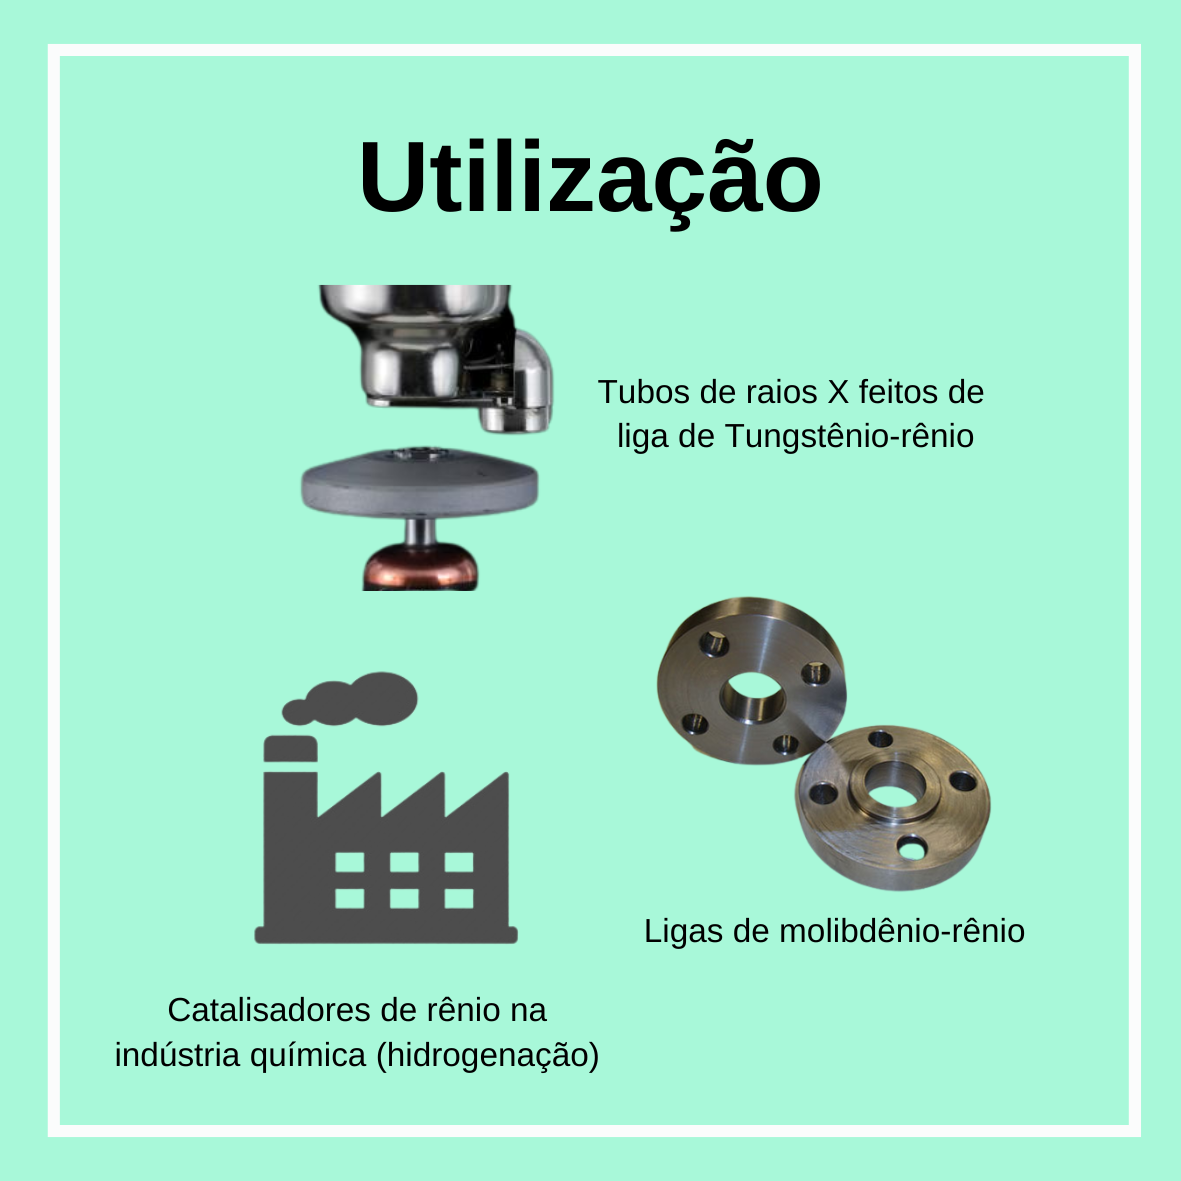 Utilização
Tubos de raios X feitos de
liga de Tungstênio-rênio
Ligas de molibdênio-rênio
Catalisadores de rênio na
indústria química (hidrogenação)